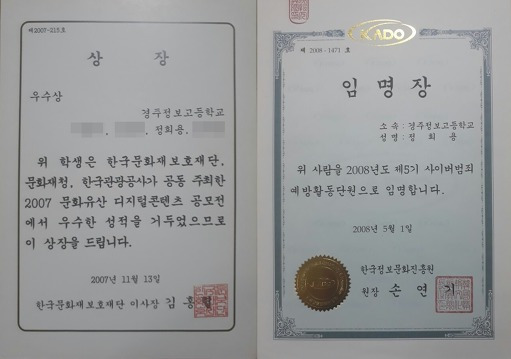 제2007-215호
상 장
우수상
경주정보고등학교
정희용,
위 학생은 한국문화재보호재단,
문화재청, 한국관광공사가 공동 주최한
2007 문화유산 디지털콘텐츠 공모전
에서 우수한 성적을 거두었으므로
이 상장을 드립니다.
2007년 11월 13일
한국문화재보호재단 이사장 김 홍
KADO
제 2008-1471 호
임 명 장
소 속 : 경주정보고등학교
성 명 : 정 희 용
위 사람을 2008년도 제5기 사이버범죄
예방활동단원으로 임명합니다.
2008년 5월 1일
한국정보문화진흥원
원장 손 연 기